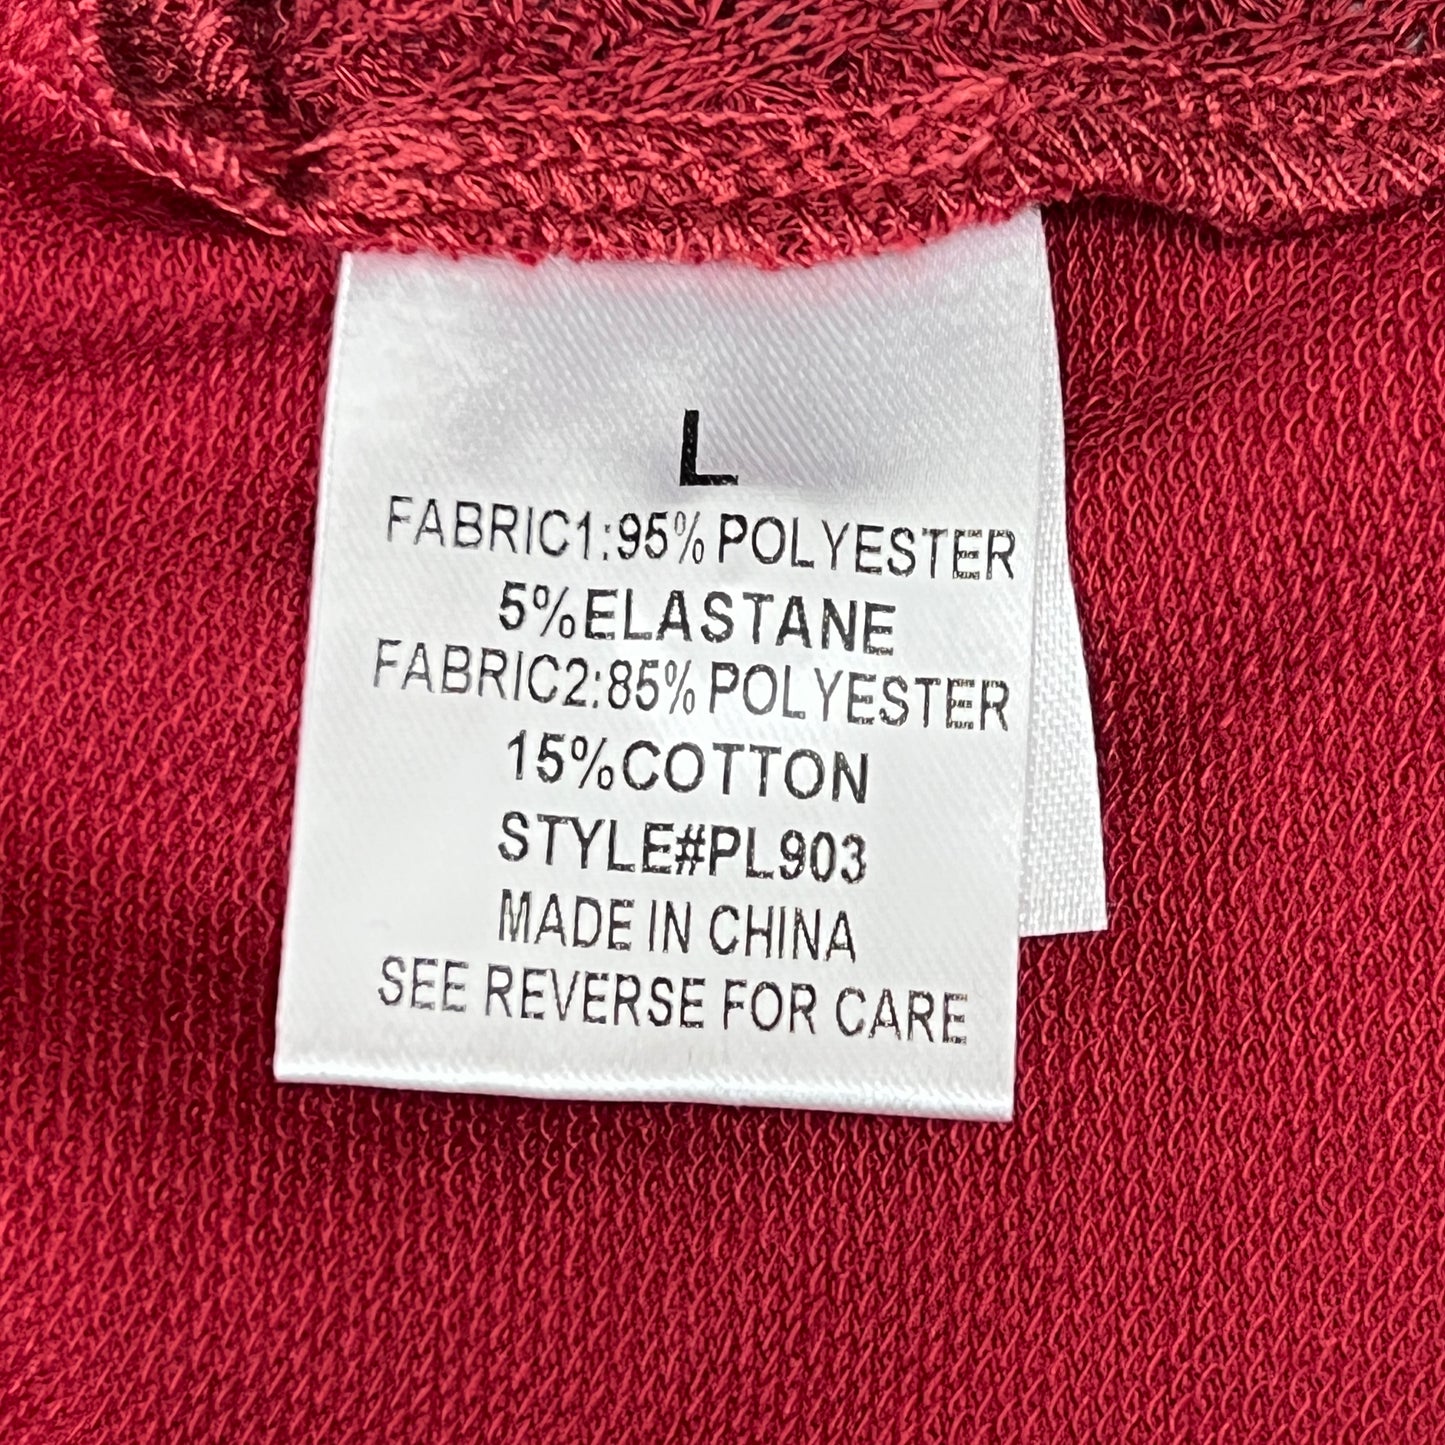 L
FABRIC1:95% POLYESTER
5%ELASTANE
FABRIC2:85% POLYESTER
15%COTTON
STYLE#PL903
MADE IN CHINA
SEE REVERSE FOR CARE